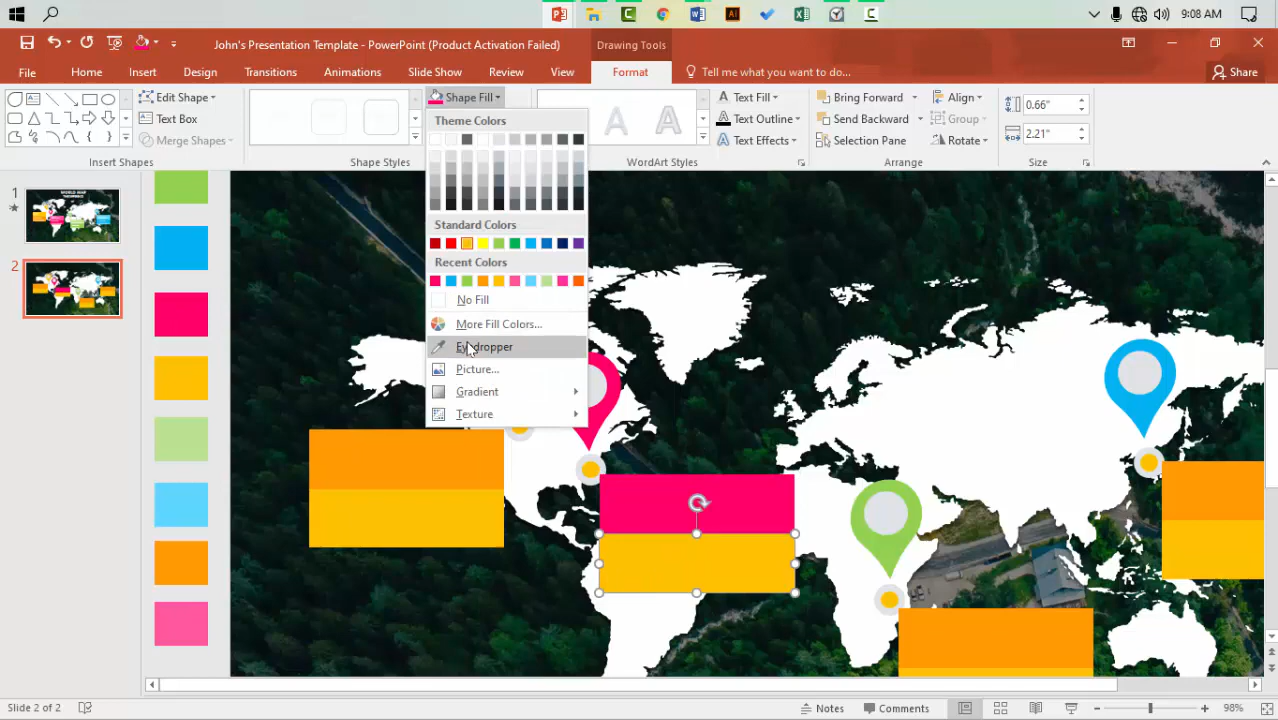 9:08 AM
John's Presentation Template - PowerPoint (Product Activation Failed)
Drawing Tools
File Home Insert Design Transitions Animations Slide Show Review View Format Tell me what you want to do... Share
Edit Shape
Text Box
Merge Shapes
Insert Shapes
Shape Styles
Shape Fill
Text Fill
Text Outline
Text Effects
WordArt Styles
Bring Forward
Send Backward
Selection Pane
Align
Group
Rotate
Arrange
0.66"
2.21"
Size
Theme Colors
Standard Colors
Recent Colors
No Fill
More Fill Colors...
Eyedropper
Picture...
Gradient
Texture
1
WORLD MAP
2
Slide 2 of 2
Notes
Comments
98%